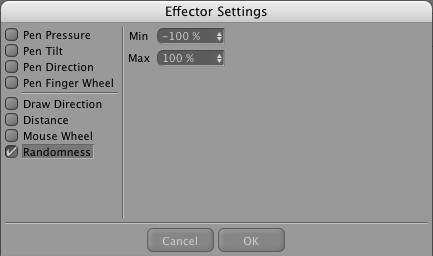 Effector Settings
Pen Pressure
Pen Tilt
Pen Direction
Pen Finger Wheel
Draw Direction
Distance
Mouse Wheel
Randomness
Min -100 %
Max 100 %
Cancel OK